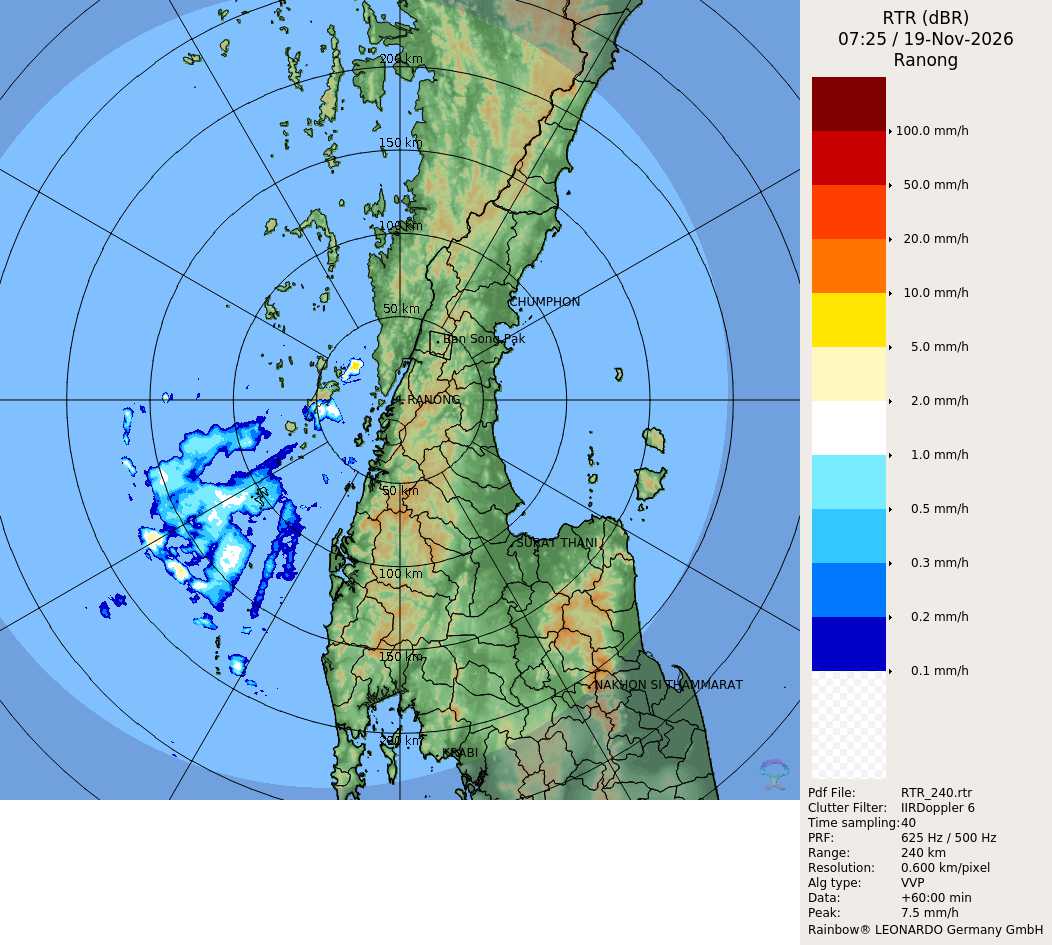 RTR (dBR)
07:25 / 19-Nov-2026
Ranong
100.0 mm/h
50.0 mm/h
20.0 mm/h
10.0 mm/h
5.0 mm/h
2.0 mm/h
1.0 mm/h
0.5 mm/h
0.3 mm/h
0.2 mm/h
0.1 mm/h
Pdf File: RTR_240.rtr
Clutter Filter: IIRDoppler 6
Time sampling:40
PRF: 625 Hz / 500 Hz
Range: 240 km
Resolution: 0.600 km/pixel
Alg type: VVP
Data: +60:00 min
Peak: 7.5 mm/h
Rainbow® LEONARDO Germany GmbH
200 km
150 km
100 km
CHUMPHON
50 km
Ban Song Pak
RANONG
50 km
SURAT THANI
100 km
150 km
NAKHON SI THAMMARAT
200 km
KRABI